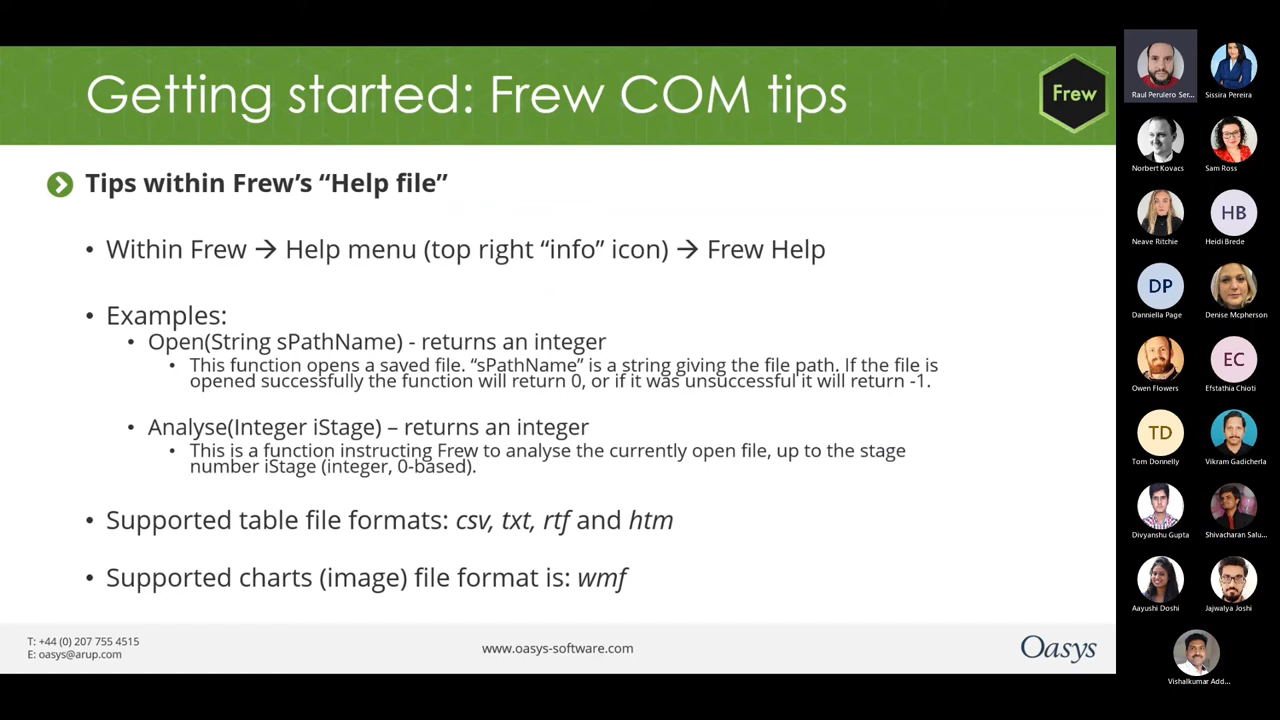 Getting started: Frew COM tips
Frew
Tips within Frew's “Help file”
• Within Frew → Help menu (top right “info” icon) → Frew Help
• Examples:
• Open(String sPathName) - returns an integer
• This function opens a saved file. “sPathName” is a string giving the file path. If the file is
opened successfully the function will return 0, or if it was unsuccessful it will return -1.
• Analyse(Integer iStage) – returns an integer
• This is a function instructing Frew to analyse the currently open file, up to the stage
number iStage (integer, 0-based).
• Supported table file formats: csv, txt, rtf and htm
• Supported charts (image) file format is: wmf
T: +44 (0) 207 755 4515
E: oasys@arup.com
www.oasys-software.com
Oasys
Raul Perulero Ser...
Sissira Pereira
Norbert Kovacs
Sam Ross
Neave Ritchie
HB
Heidi Brede
DP
Danniella Page
Denise Mcpherson
Owen Flowers
EC
Efstathia Chioti
TD
Tom Donnelly
Vikram Gadicherla
Divyanshu Gupta
Shivacharan Salu...
Aayushi Doshi
Jajwalya Joshi
Vishalkumar Add...